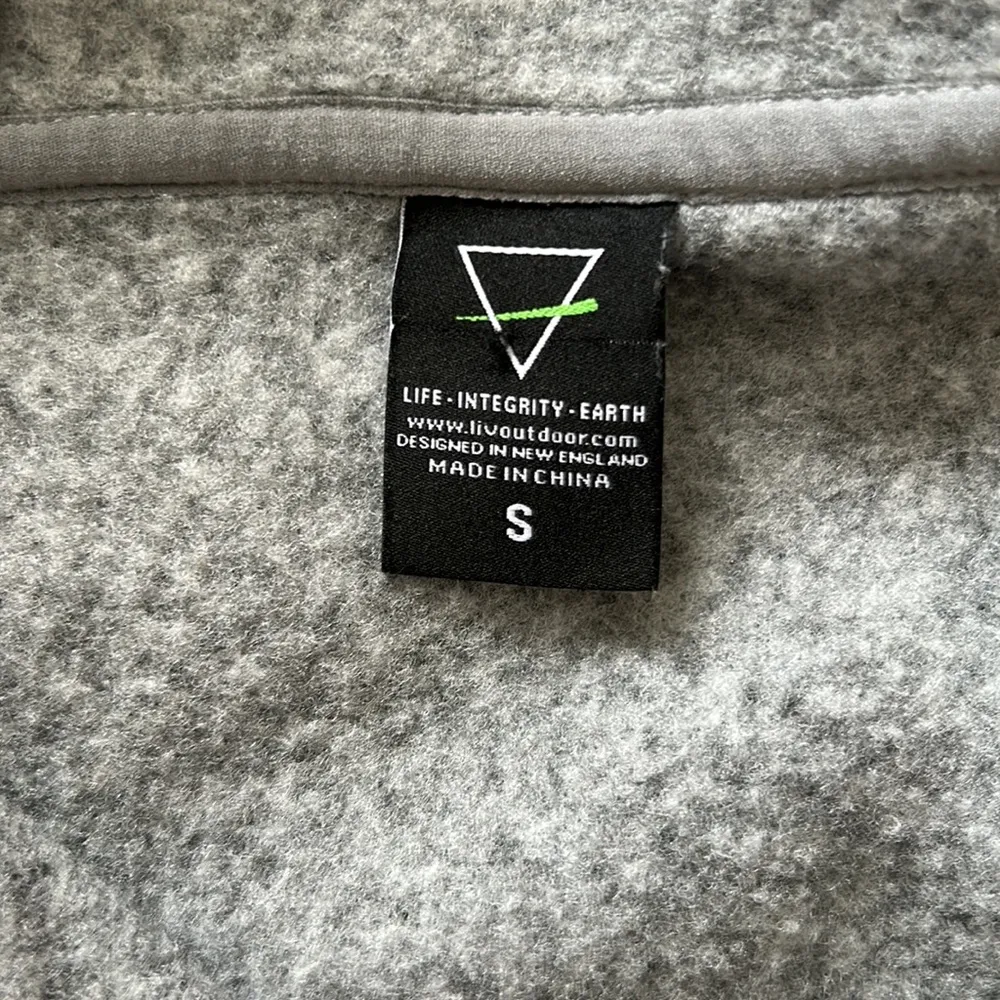 LIFE - INTEGRITY - EARTH
www.livoutdoor.com
DESIGNED IN NEW ENGLAND
MADE IN CHINA
S